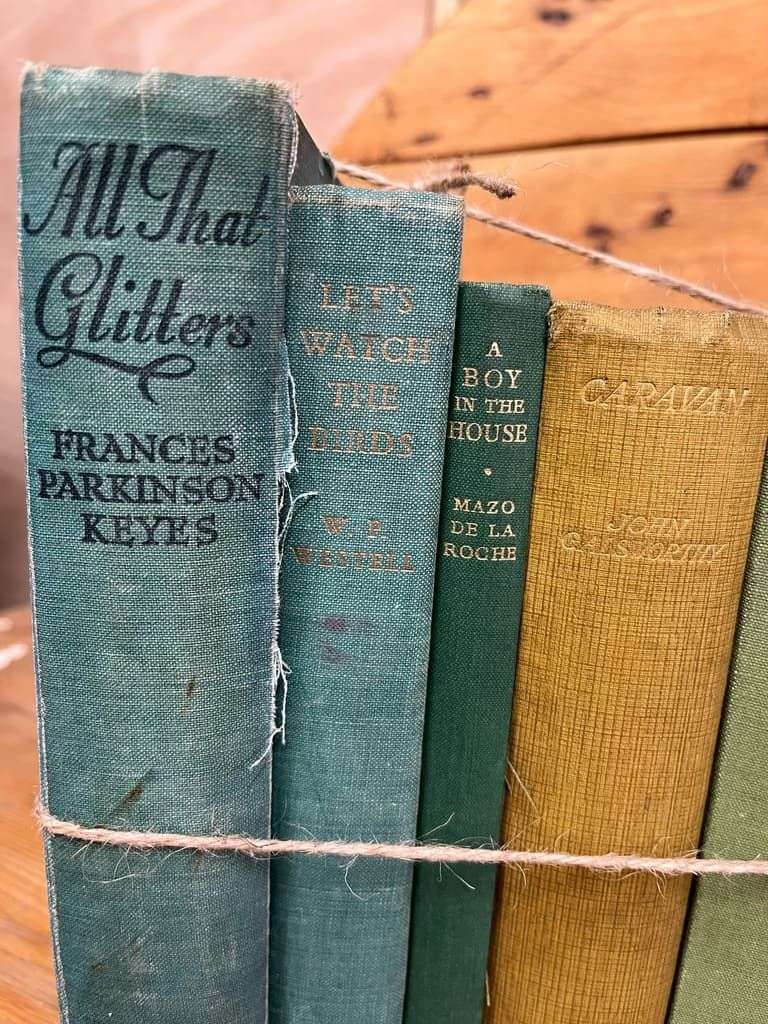 All That
Glitters
FRANCES
PARKINSON
KEYES
LET'S
WATCH
THE
BIRDS
W. P.
WESTELL
A
BOY
IN THE
HOUSE
•
MAZO
DE LA
ROCHE
CARAVAN
JOHN
GALSWORTHY